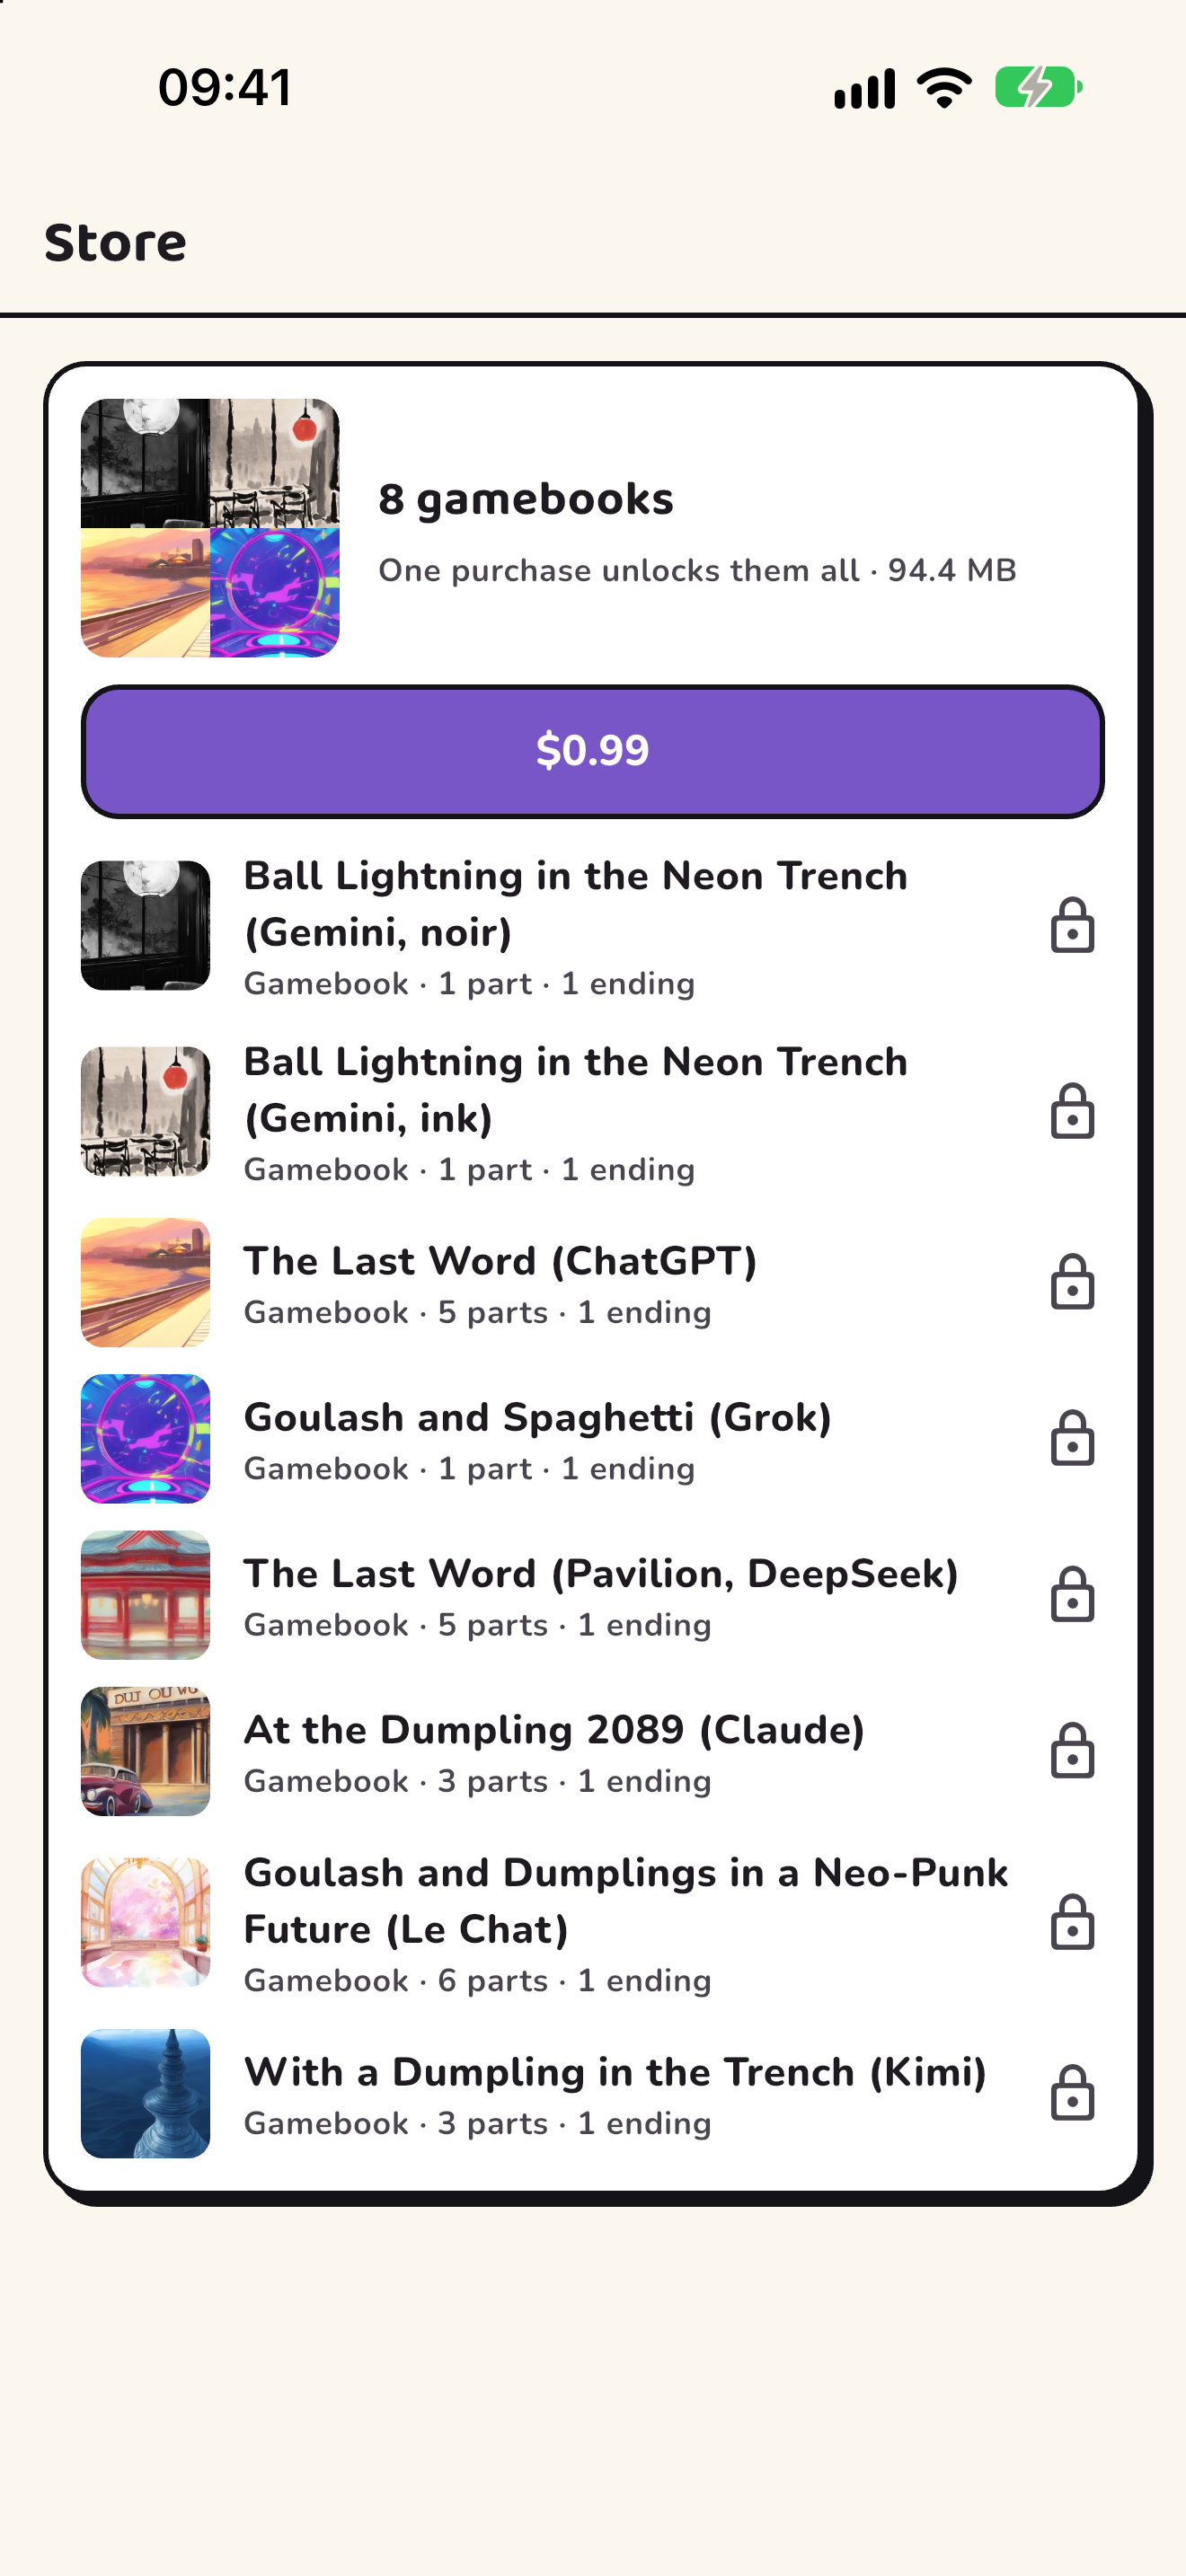 09:41
Store
8 gamebooks
One purchase unlocks them all · 94.4 MB
$0.99
Ball Lightning in the Neon Trench
(Gemini, noir)
Gamebook · 1 part · 1 ending
Ball Lightning in the Neon Trench
(Gemini, ink)
Gamebook · 1 part · 1 ending
The Last Word (ChatGPT)
Gamebook · 5 parts · 1 ending
Goulash and Spaghetti (Grok)
Gamebook · 1 part · 1 ending
The Last Word (Pavilion, DeepSeek)
Gamebook · 5 parts · 1 ending
At the Dumpling 2089 (Claude)
Gamebook · 3 parts · 1 ending
Goulash and Dumplings in a Neo-Punk
Future (Le Chat)
Gamebook · 6 parts · 1 ending
With a Dumpling in the Trench (Kimi)
Gamebook · 3 parts · 1 ending